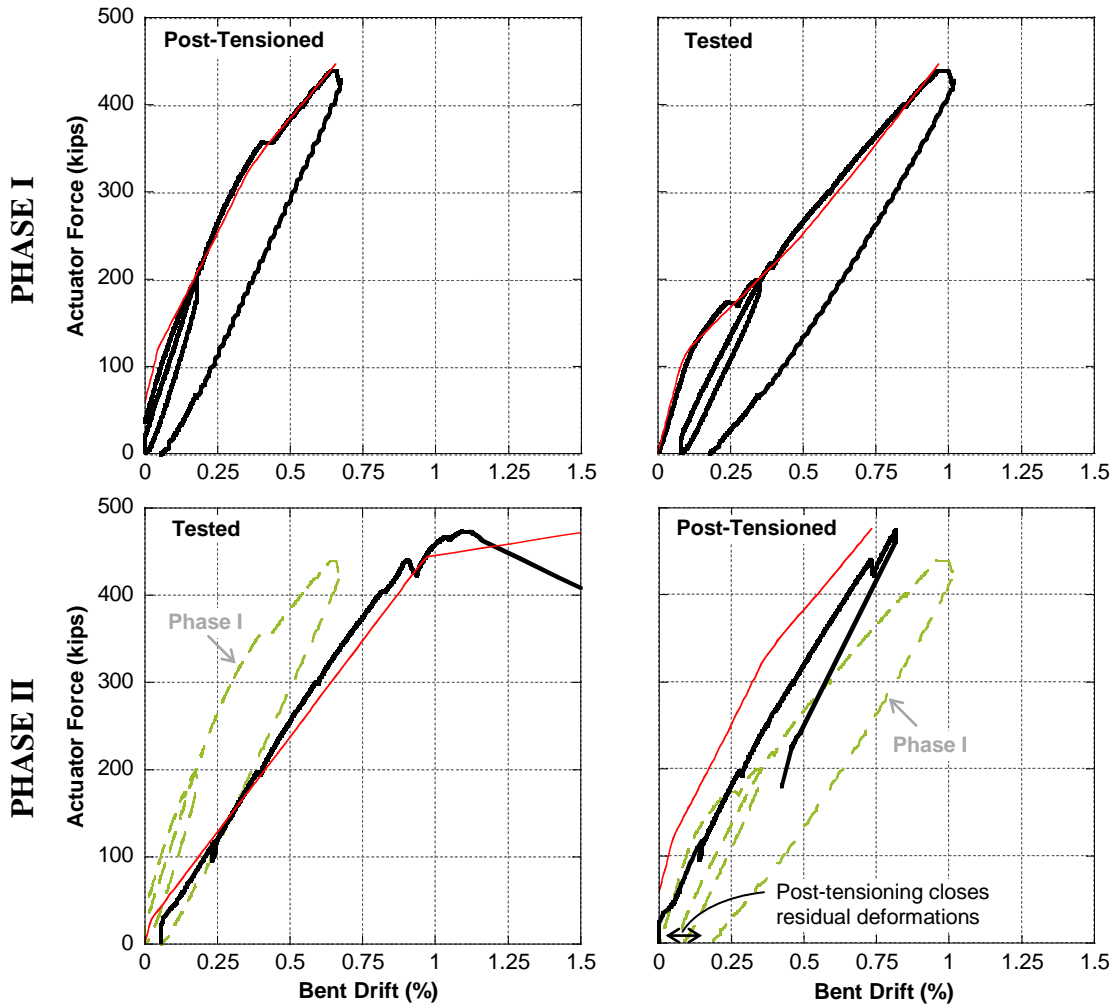 PHASE I
Actuator Force (kips)
500
400
300
200
100
0
Post-Tensioned
0 0.25 0.5 0.75 1 1.25 1.5
Tested
0 0.25 0.5 0.75 1 1.25 1.5
PHASE II
Actuator Force (kips)
500
400
300
200
100
0
Tested
Phase I
0 0.25 0.5 0.75 1 1.25 1.5
Bent Drift (%)
Post-Tensioned
Phase I
Post-tensioning closes
residual deformations
0 0.25 0.5 0.75 1 1.25 1.5
Bent Drift (%)